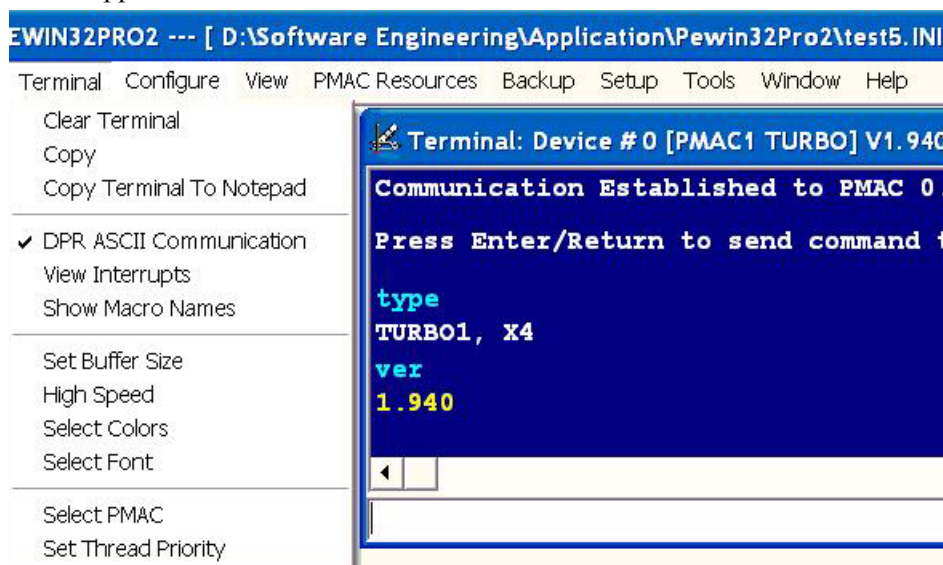 EWIN32PRO2 --- [ D:\Software Engineering\Application\Pewin32Pro2\test5.INI
Terminal Configure View PMAC Resources Backup Setup Tools Window Help
Clear Terminal
Copy
Copy Terminal To Notepad
DPR ASCII Communication
View Interrupts
Show Macro Names
Set Buffer Size
High Speed
Select Colors
Select Font
Select PMAC
Set Thread Priority
Terminal: Device # 0 [PMAC1 TURBO] V1.940
Communication Established to PMAC 0
Press Enter/Return to send command
type
TURBO1, X4
ver
1.940